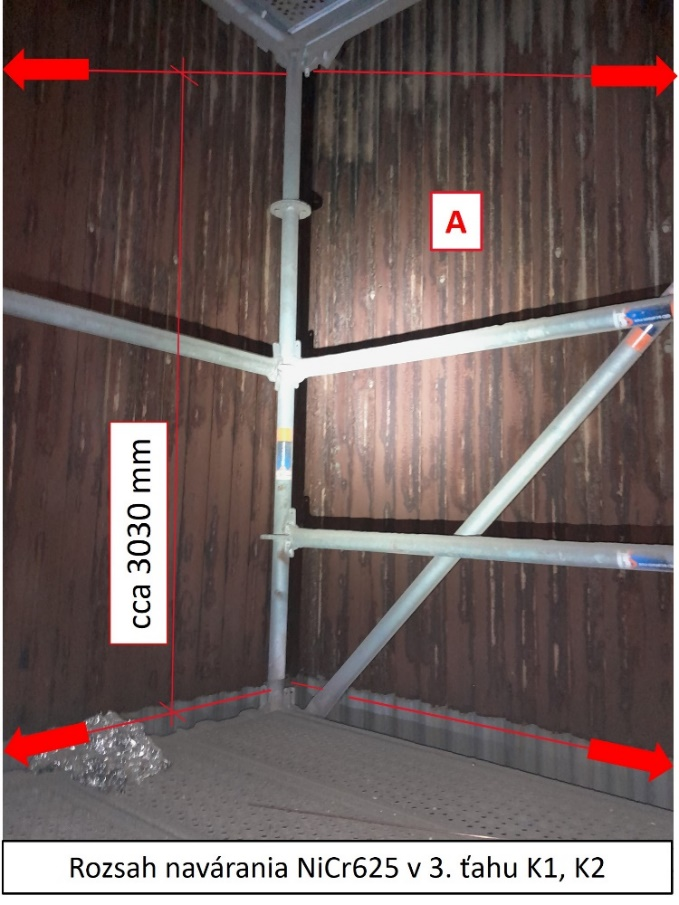 A
cca 3030 mm
Rozsah navárania NiCr625 v 3. ťahu K1, K2